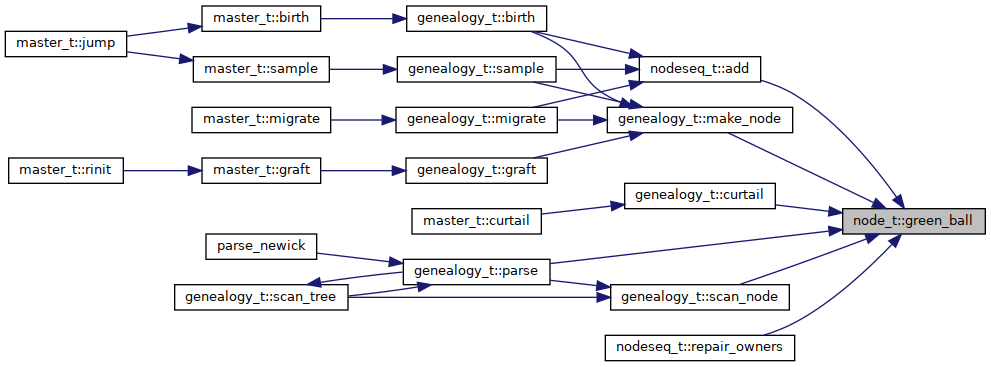 master_t::birth
genealogy_t::birth
master_t::jump
master_t::sample
genealogy_t::sample
nodeseq_t::add
master_t::migrate
genealogy_t::migrate
genealogy_t::make_node
master_t::rinit
master_t::graft
genealogy_t::graft
genealogy_t::curtail
master_t::curtail
node_t::green_ball
parse_newick
genealogy_t::parse
genealogy_t::scan_tree
genealogy_t::scan_node
nodeseq_t::repair_owners